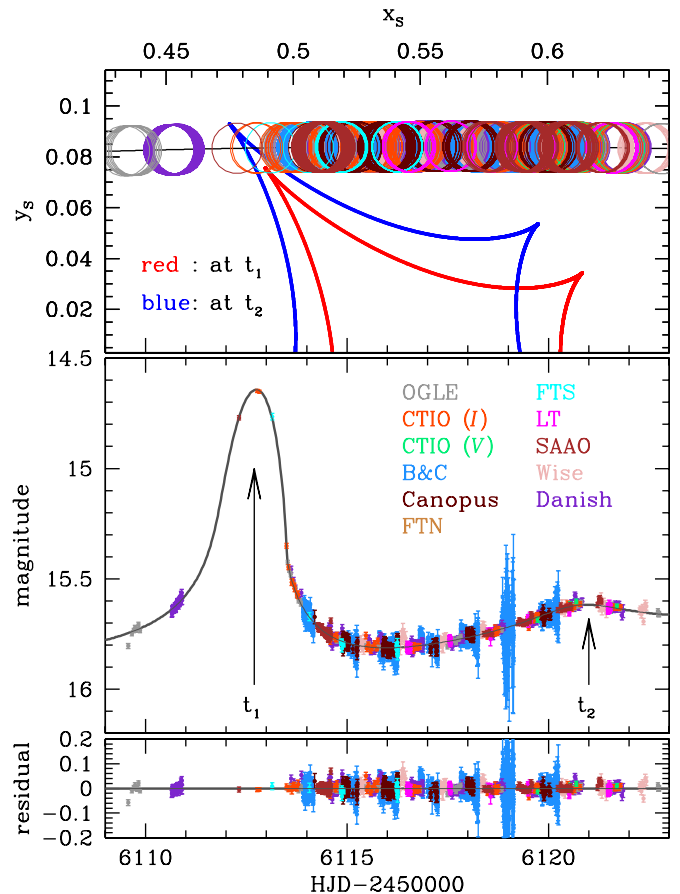 x_s
0.45 0.5 0.55 0.6
0.1
0.08
0.06
0.04
0.02
y_s
red : at t_1
blue: at t_2
14.5
15
15.5
16
magnitude
OGLE FTS
CTIO (I) LT
CTIO (V) SAAO
B&C Wise
Canopus Danish
FTN
t_1 t_2
0.2
0.1
0
-0.1
-0.2
residual
6110 6115 6120
HJD-2450000